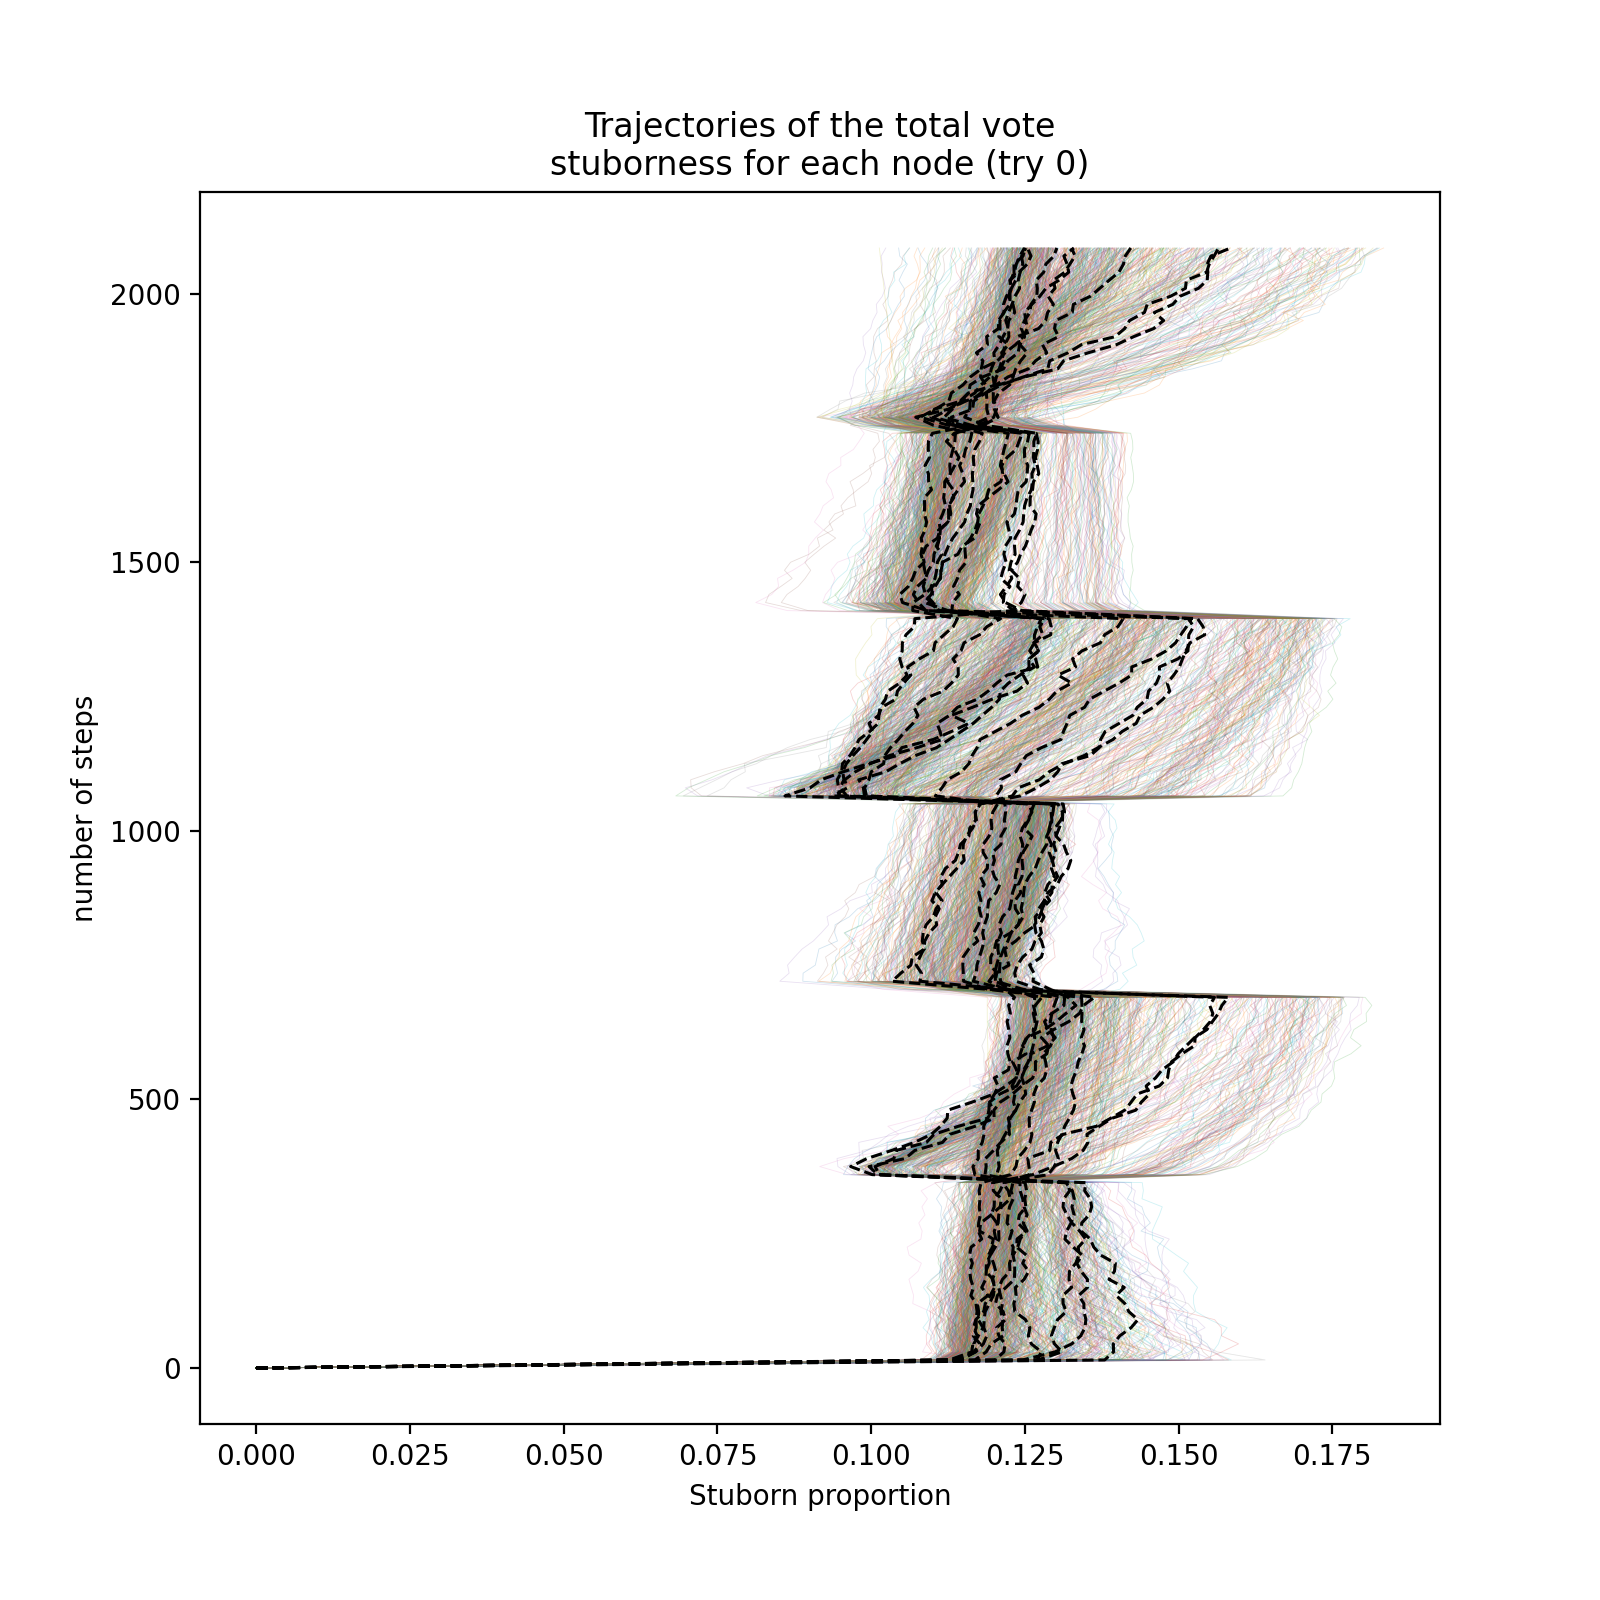 Trajectories of the total vote
stuborness for each node (try 0)
number of steps
2000
1500
1000
500
0
0.000 0.025 0.050 0.075 0.100 0.125 0.150 0.175
Stuborn proportion